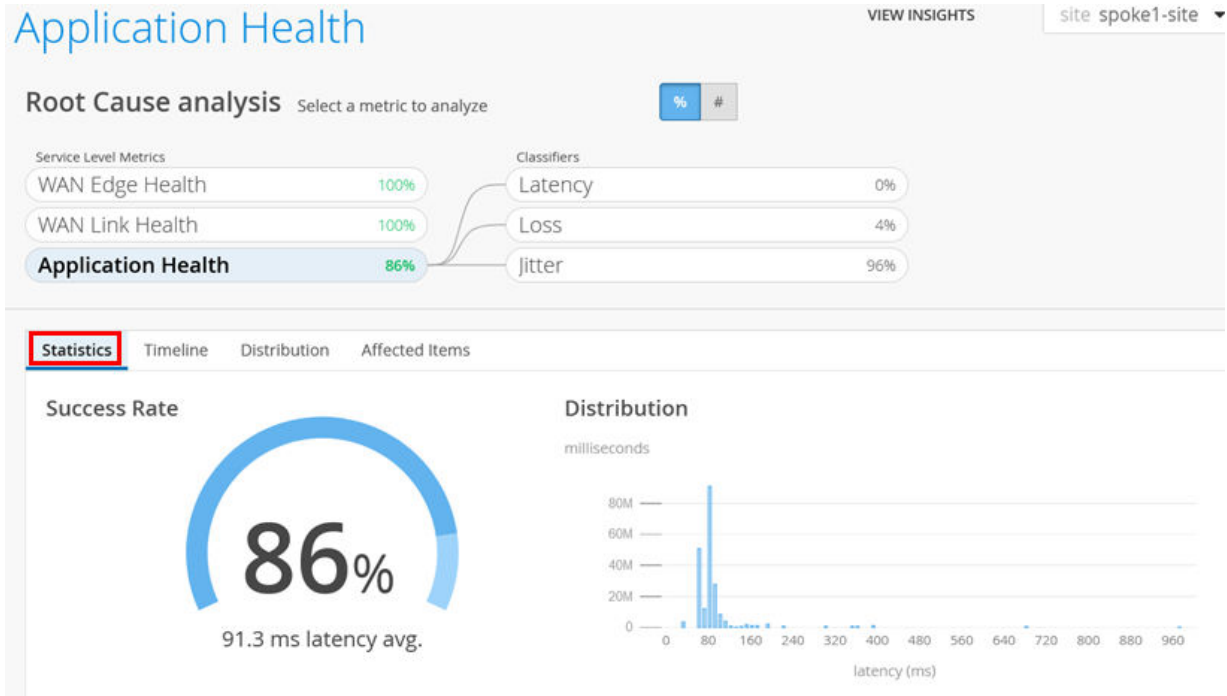 Application Health
VIEW INSIGHTS
site spoke1-site
Root Cause analysis Select a metric to analyze
% #
Service Level Metrics
WAN Edge Health 100%
WAN Link Health 100%
Application Health 86%
Classifiers
Latency 0%
Loss 4%
Jitter 96%
Statistics Timeline Distribution Affected Items
Success Rate
86%
91.3 ms latency avg.
Distribution
milliseconds
80M
60M
40M
20M
0
0 80 160 240 320 400 480 560 640 720 800 880 960
latency (ms)